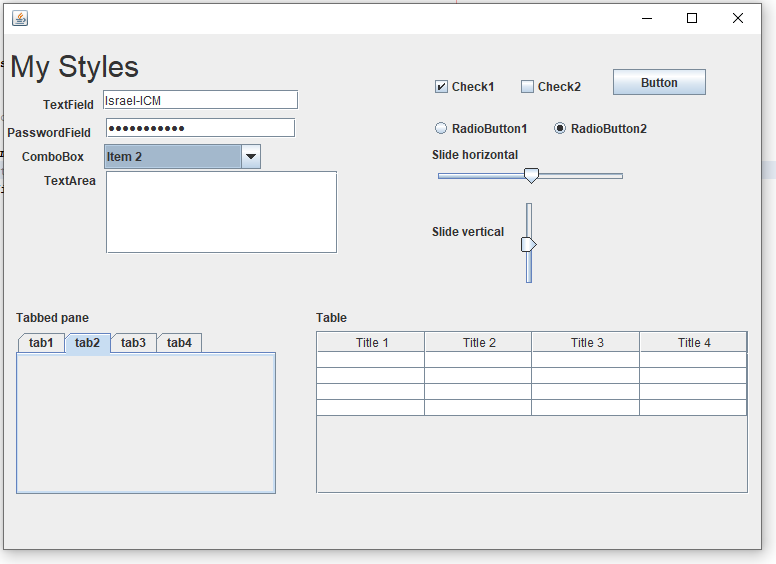 My Styles
TextField
Israel-ICM
PasswordField
•••••••••••
ComboBox
Item 2
TextArea
Check1
Check2
Button
RadioButton1
RadioButton2
Slide horizontal
Slide vertical
Tabbed pane
tab1 tab2 tab3 tab4
Table
Title 1 Title 2 Title 3 Title 4